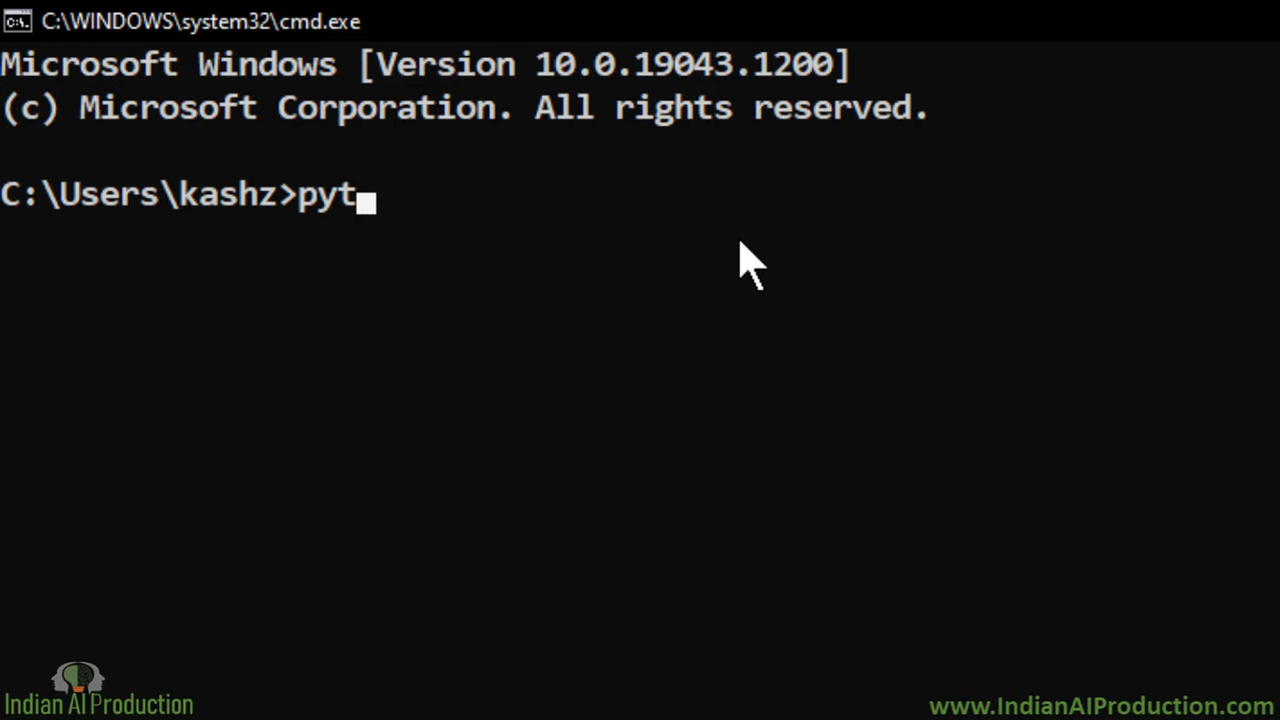 C:\WINDOWS\system32\cmd.exe
Microsoft Windows [Version 10.0.19043.1200]
(c) Microsoft Corporation. All rights reserved.
C:\Users\kashz>pyt
Indian AI Production
www.IndianAIProduction.com